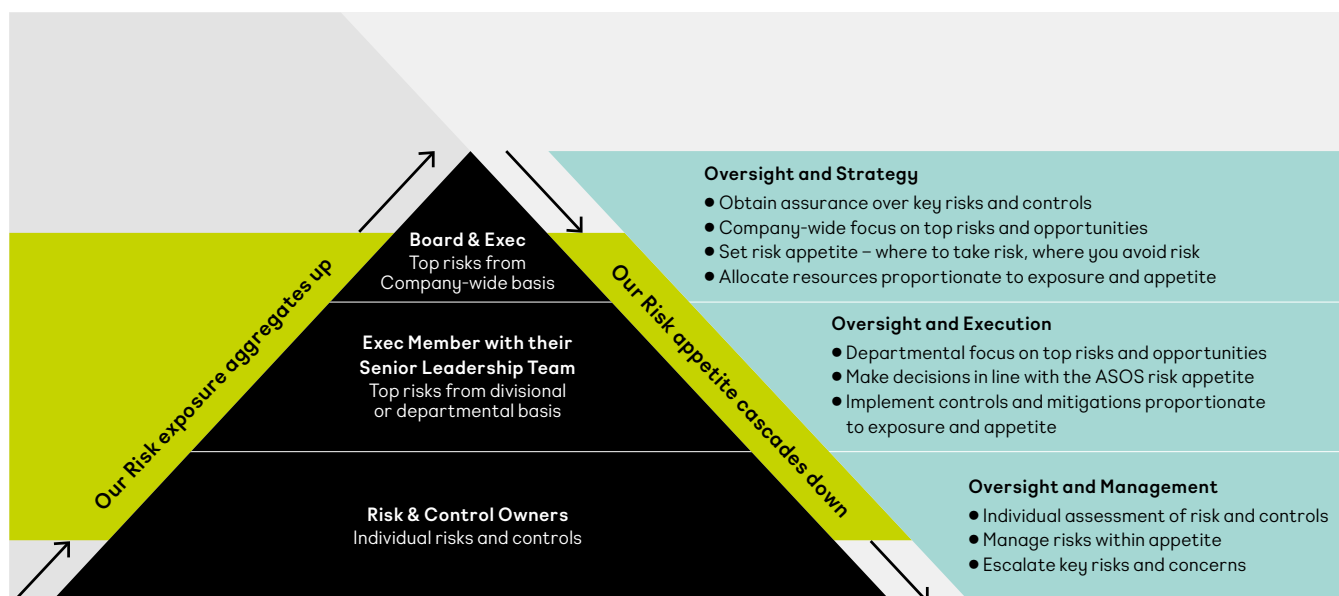 Our Risk exposure aggregates up
Board & Exec
Top risks from
Company-wide basis
Exec Member with their
Senior Leadership Team
Top risks from divisional
or departmental basis
Risk & Control Owners
Individual risks and controls
Our Risk appetite cascades down
Oversight and Strategy
● Obtain assurance over key risks and controls
● Company-wide focus on top risks and opportunities
● Set risk appetite – where to take risk, where you avoid risk
● Allocate resources proportionate to exposure and appetite
Oversight and Execution
● Departmental focus on top risks and opportunities
● Make decisions in line with the ASOS risk appetite
● Implement controls and mitigations proportionate
to exposure and appetite
Oversight and Management
● Individual assessment of risk and controls
● Manage risks within appetite
● Escalate key risks and concerns